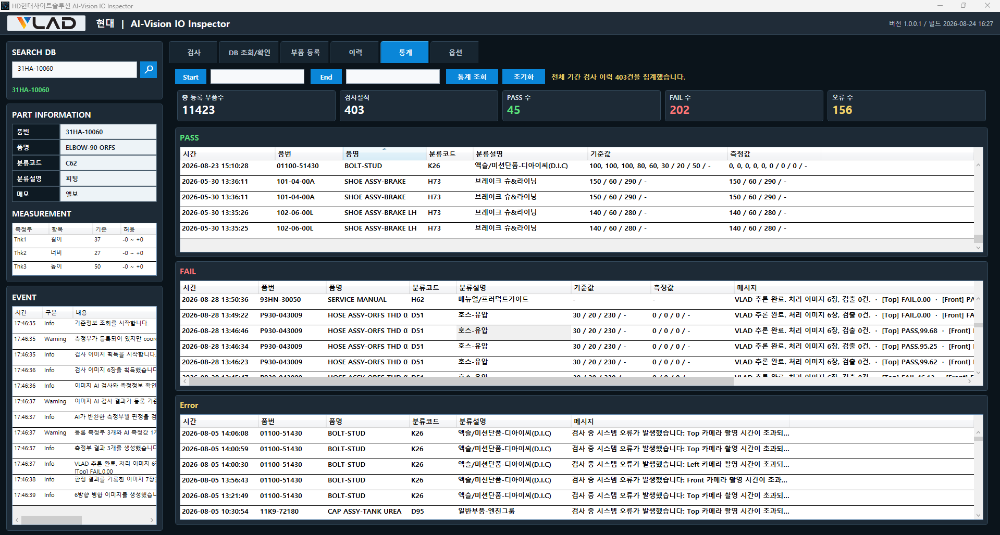 HD현대사이트솔루션 AI-Vision IO Inspector
VLAD 현대 | AI-Vision IO Inspector
버전 1.0.0.1 / 빌드 2026-08-24 16:27
SEARCH DB
31HA-10060
31HA-10060
PART INFORMATION
품번 31HA-10060
품명 ELBOW-90 ORFS
분류코드 C62
분류설명 피팅
메모 엘보
MEASUREMENT
측정부 항목 기준 허용
Thk1 길이 37 -0 ~ +0
Thk2 너비 27 -0 ~ +0
Thk3 높이 50 -0 ~ +0
EVENT
시간 구분 내용
17:46:35 Info 기준정보 조회를 시작합니다.
17:46:35 Warning 측정부가 등록되어 있지만 coord
17:46:35 Info 검사 이미지 획득을 시작합니다.
17:46:36 Info 검사 이미지 6장을 획득했습니다
17:46:36 Info 이미지 AI 검사와 측정정보 확인
17:46:37 Warning 이미지 AI 검사 결과가 등록 기준
17:46:37 Info AI가 반환한 측정부별 판정을 검
17:46:37 Warning 등록 측정부 3개와 AI 측정값 1개
17:46:37 Info 측정부 결과 3개를 생성했습니다
17:46:37 Info VLAD 추론 완료. 처리 이미지 6장
[Top] FAIL,0.00
17:46:38 Info 판정 결과를 기록한 이미지 7장을
17:46:39 Info 6방향 병합 이미지를 생성했습니
검사 DB 조회/확인 부품 등록 이력 통계 옵션
Start End 통계 조회 초기화 전체 기간 검사 이력 403건을 집계했습니다.
총 등록 부품수 검사실적 PASS 수 FAIL 수 오류 수
11423 403 45 202 156
PASS
시간 품번 품명 분류코드 분류설명 기준값 측정값
2026-08-23 15:10:28 01100-51430 BOLT-STUD K26 액슬/미션단품-디아이씨(D.I.C) 100, 100, 100, 80, 60, 30 / 20 / 50 / - 0, 0, 0, 0, 0, 0 / 0 / 0 / -
2026-05-30 13:36:11 101-04-00A SHOE ASSY-BRAKE H73 브레이크 슈&라이닝 150 / 60 / 290 / - 150 / 60 / 290 / -
2026-05-30 13:36:11 101-04-00A SHOE ASSY-BRAKE H73 브레이크 슈&라이닝 150 / 60 / 290 / - 150 / 60 / 290 / -
2026-05-30 13:35:26 102-06-00L SHOE ASSY-BRAKE LH H73 브레이크 슈&라이닝 140 / 60 / 280 / - 140 / 60 / 280 / -
2026-05-30 13:35:25 102-06-00L SHOE ASSY-BRAKE LH H73 브레이크 슈&라이닝 140 / 60 / 280 / - 140 / 60 / 280 / -
FAIL
시간 품번 품명 분류코드 분류설명 기준값 측정값 메시지
2026-08-28 13:50:36 93HN-30050 SERVICE MANUAL H62 매뉴얼/프러덕트가이드 - - VLAD 추론 완료. 처리 이미지 6장, 검출 0건. · [Top] FAIL,0.00 · [Front] PA
2026-08-28 13:49:22 P930-043009 HOSE ASSY-ORFS THD 0 D51 호스-유압 30 / 20 / 230 / - 0 / 0 / 0 / - VLAD 추론 완료. 처리 이미지 6장, 검출 0건. · [Top] FAIL,0.00 · [Front] FA
2026-08-28 13:46:46 P930-043009 HOSE ASSY-ORFS THD 0 D51 호스-유압 30 / 20 / 230 / - 0 / 0 / 0 / - VLAD 추론 완료. 처리 이미지 6장, 검출 0건. · [Top] PASS,99.68 · [Front]
2026-08-28 13:46:34 P930-043009 HOSE ASSY-ORFS THD 0 D51 호스-유압 30 / 20 / 230 / - 0 / 0 / 0 / - VLAD 추론 완료. 처리 이미지 6장, 검출 0건. · [Top] PASS,95.25 · [Front]
2026-08-28 13:46:23 P930-043009 HOSE ASSY-ORFS THD 0 D51 호스-유압 30 / 20 / 230 / - 0 / 0 / 0 / - VLAD 추론 완료. 처리 이미지 6장, 검출 0건. · [Top] PASS,99.62 · [Front]
Error
시간 품번 품명 분류코드 분류설명 메시지
2026-08-05 14:06:08 01100-51430 BOLT-STUD K26 액슬/미션단품-디아이씨(D.I.C) 검사 중 시스템 오류가 발생했습니다: Top 카메라 촬영 시간이 초과되...
2026-08-05 14:00:59 01100-51430 BOLT-STUD K26 액슬/미션단품-디아이씨(D.I.C) 검사 중 시스템 오류가 발생했습니다: Top 카메라 촬영 시간이 초과되...
2026-08-05 14:00:30 01100-51430 BOLT-STUD K26 액슬/미션단품-디아이씨(D.I.C) 검사 중 시스템 오류가 발생했습니다: Left 카메라 촬영 시간이 초과되...
2026-08-05 13:56:43 01100-51430 BOLT-STUD K26 액슬/미션단품-디아이씨(D.I.C) 검사 중 시스템 오류가 발생했습니다: Front 카메라 촬영 시간이 초과...
2026-08-05 13:21:49 01100-51430 BOLT-STUD K26 액슬/미션단품-디아이씨(D.I.C) 검사 중 시스템 오류가 발생했습니다: Top 카메라 촬영 시간이 초과되...
2026-08-05 10:30:54 11K9-72180 CAP ASSY-TANK UREA D95 일반부품-엔진그룹 검사 중 시스템 오류가 발생했습니다: Top 카메라 촬영 시간이 초과되...